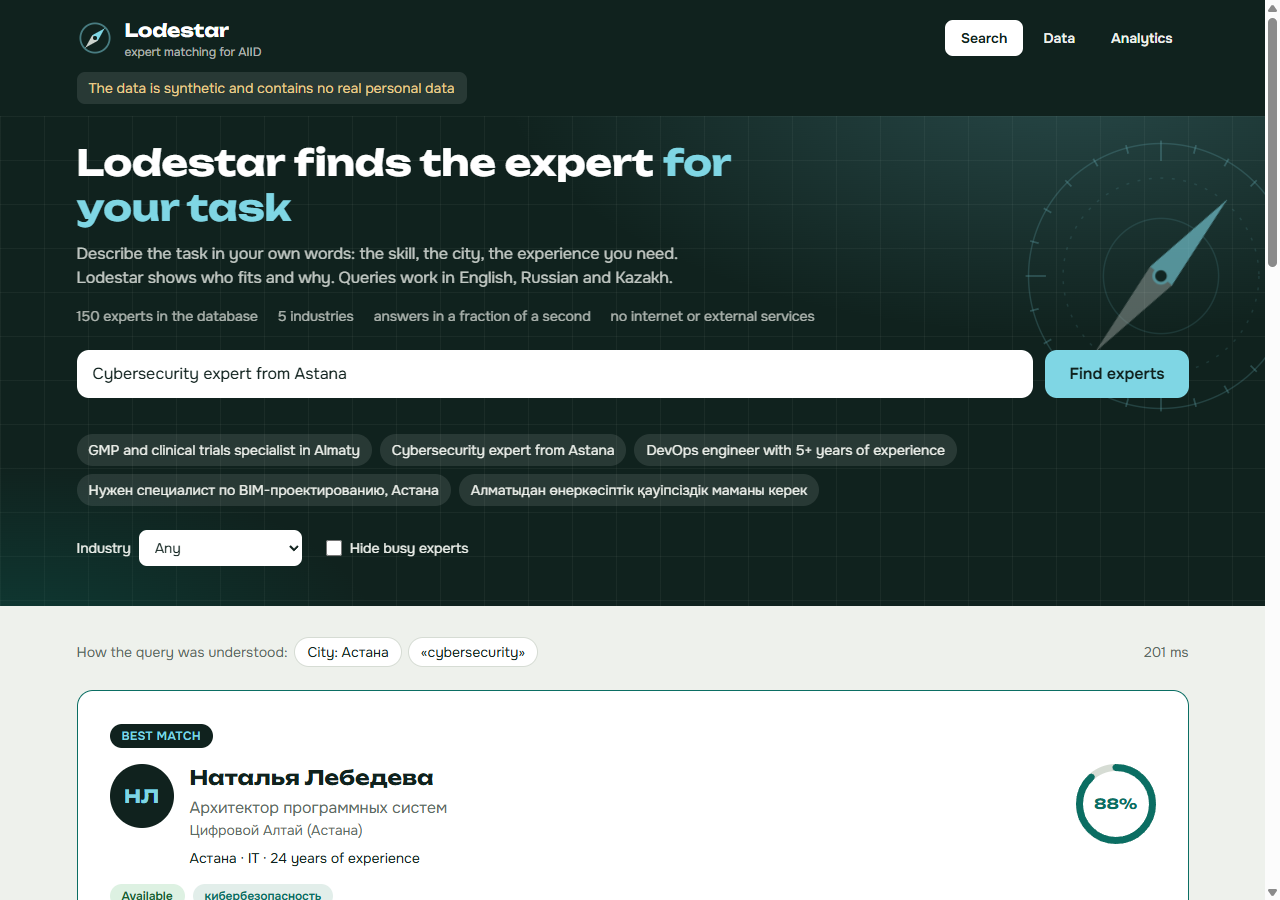 Lodestar
expert matching for AIID
Search
Data
Analytics
The data is synthetic and contains no real personal data
Lodestar finds the expert for
your task
Describe the task in your own words: the skill, the city, the experience you need.
Lodestar shows who fits and why. Queries work in English, Russian and Kazakh.
150 experts in the database 5 industries answers in a fraction of a second no internet or external services
Cybersecurity expert from Astana
Find experts
GMP and clinical trials specialist in Almaty
Cybersecurity expert from Astana
DevOps engineer with 5+ years of experience
Нужен специалист по BIM-проектированию, Астана
Алматыдан өнеркәсіптік қауіпсіздік маманы керек
Industry
Any
Hide busy experts
How the query was understood:
City: Астана
«cybersecurity»
201 ms
BEST MATCH
НЛ
Наталья Лебедева
Архитектор программных систем
Цифровой Алтай (Астана)
Астана · IT · 24 years of experience
88%
Available
кибербезопасность